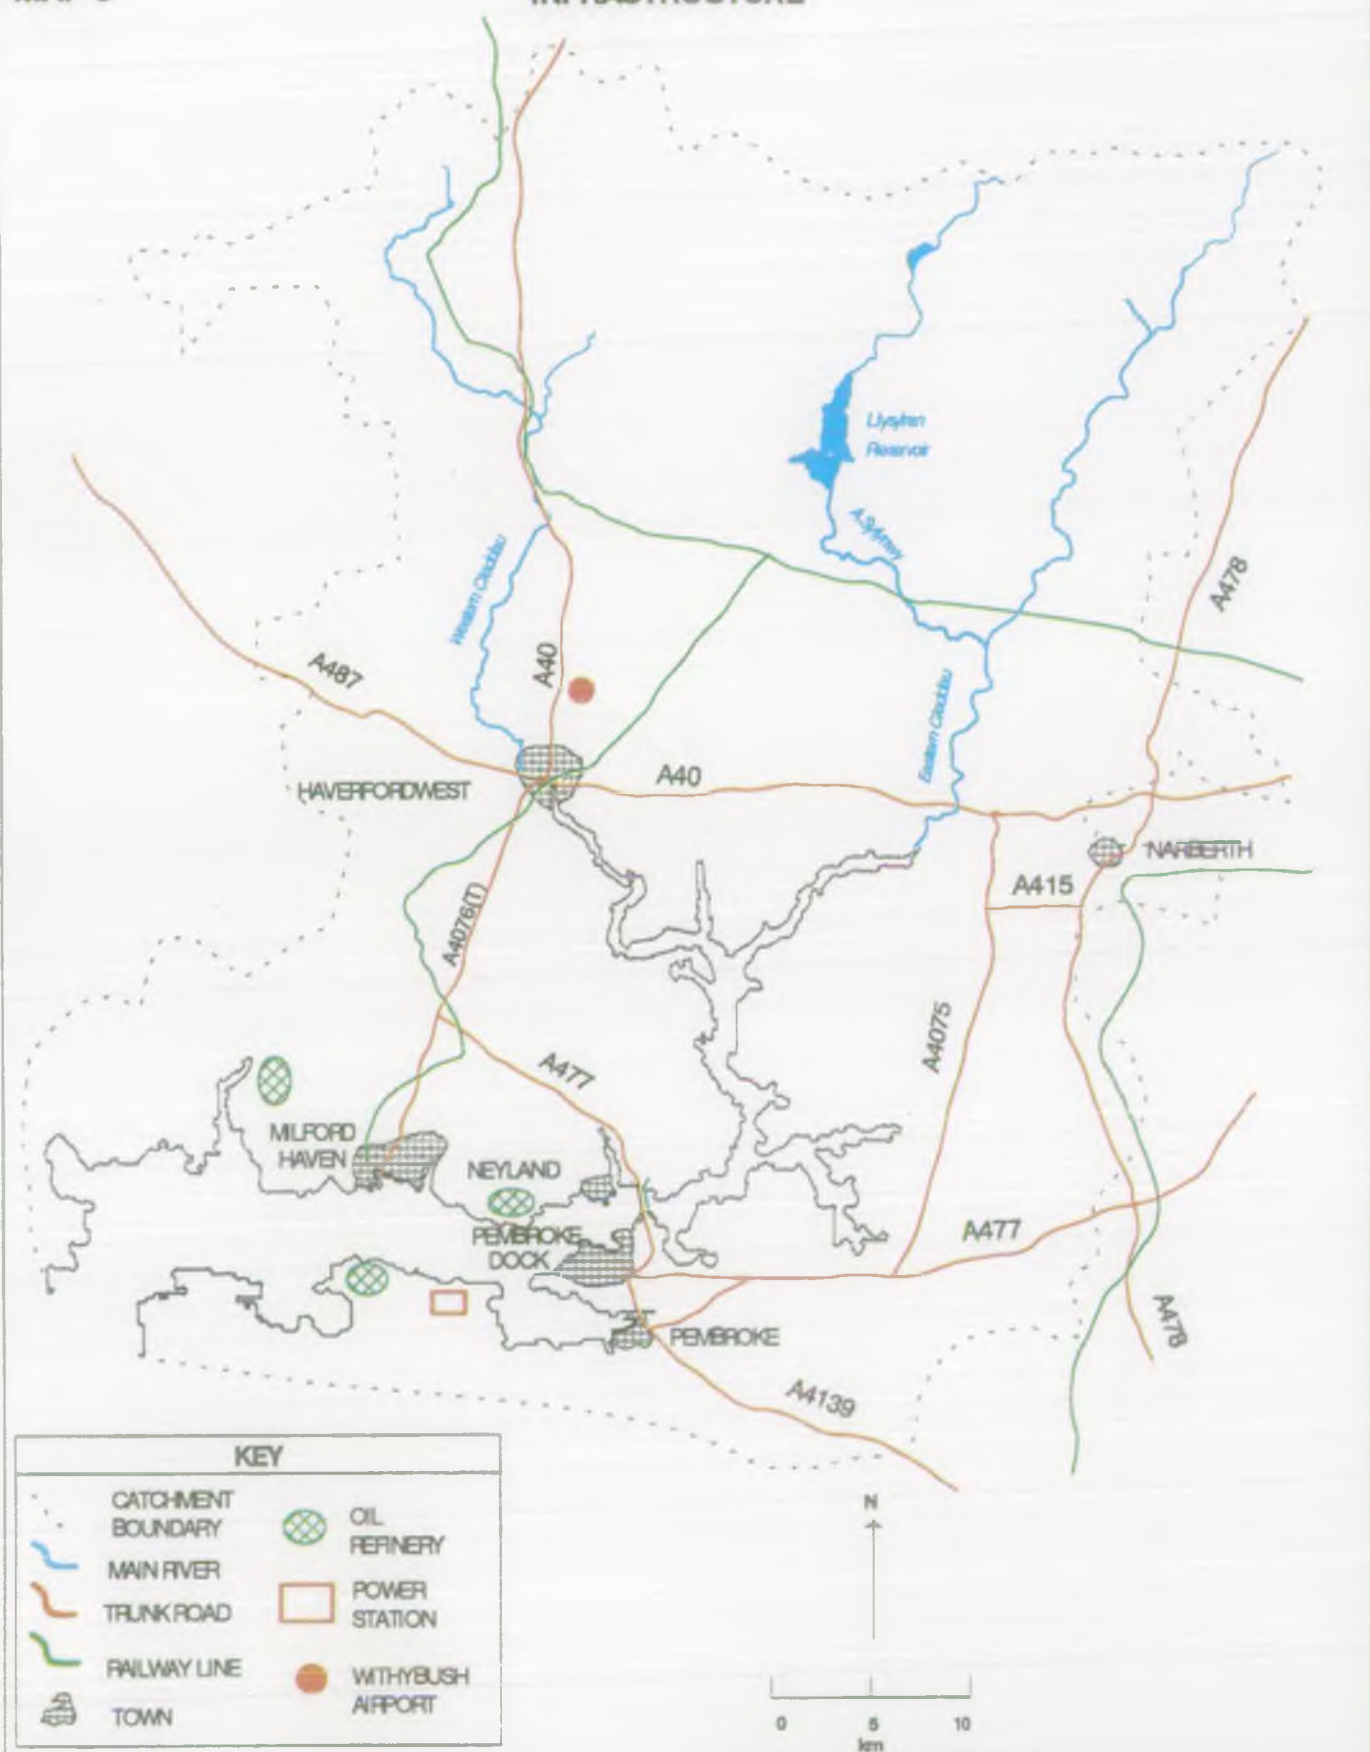 INFRASTRUCTURE
Llysyfran
Reservoir
A.Syfynwy
Western Cleddau
A478
A487
A40
Eastern Cleddau
HAVERFORDWEST
A40
NARBERTH
A415
A4076(T)
A4075
A477
MILFORD
HAVEN
NEYLAND
PEMBROKE
DOCK
A477
PEMBROKE
A478
A4139
KEY
CATCHMENT
BOUNDARY
MAIN RIVER
TRUNK ROAD
RAILWAY LINE
TOWN
OIL
REFINERY
POWER
STATION
WITHYBUSH
AIRPORT
N
0 5 10
km